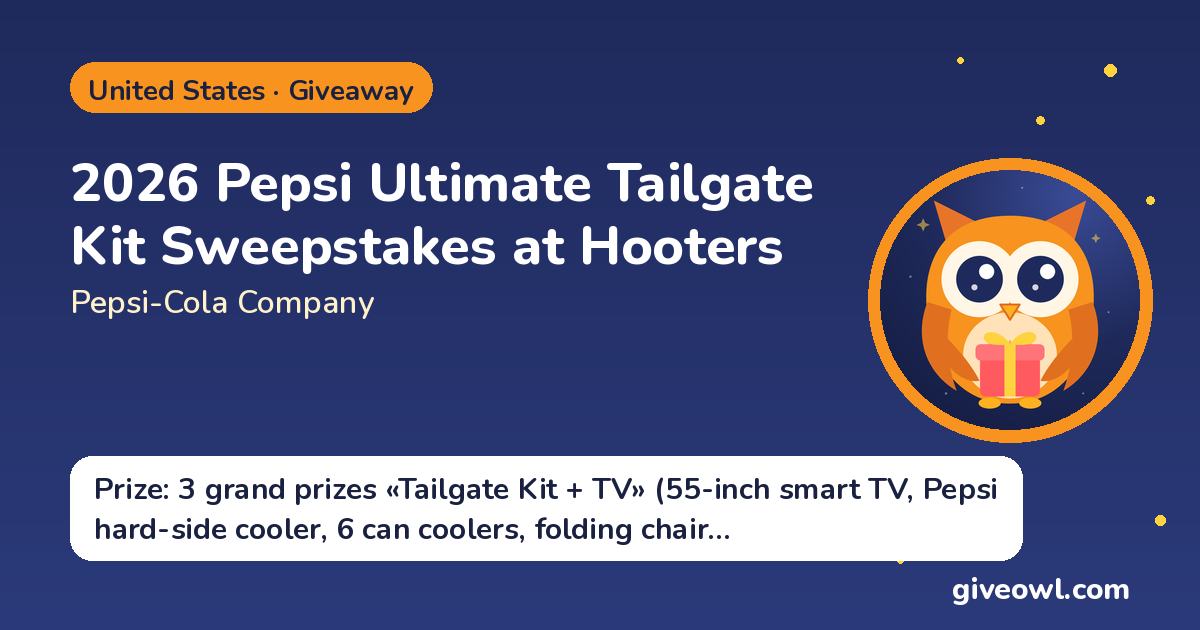 United States · Giveaway
2026 Pepsi Ultimate Tailgate
Kit Sweepstakes at Hooters
Pepsi-Cola Company
Prize: 3 grand prizes «Tailgate Kit + TV» (55-inch smart TV, Pepsi
hard-side cooler, 6 can coolers, folding chair…
giveowl.com